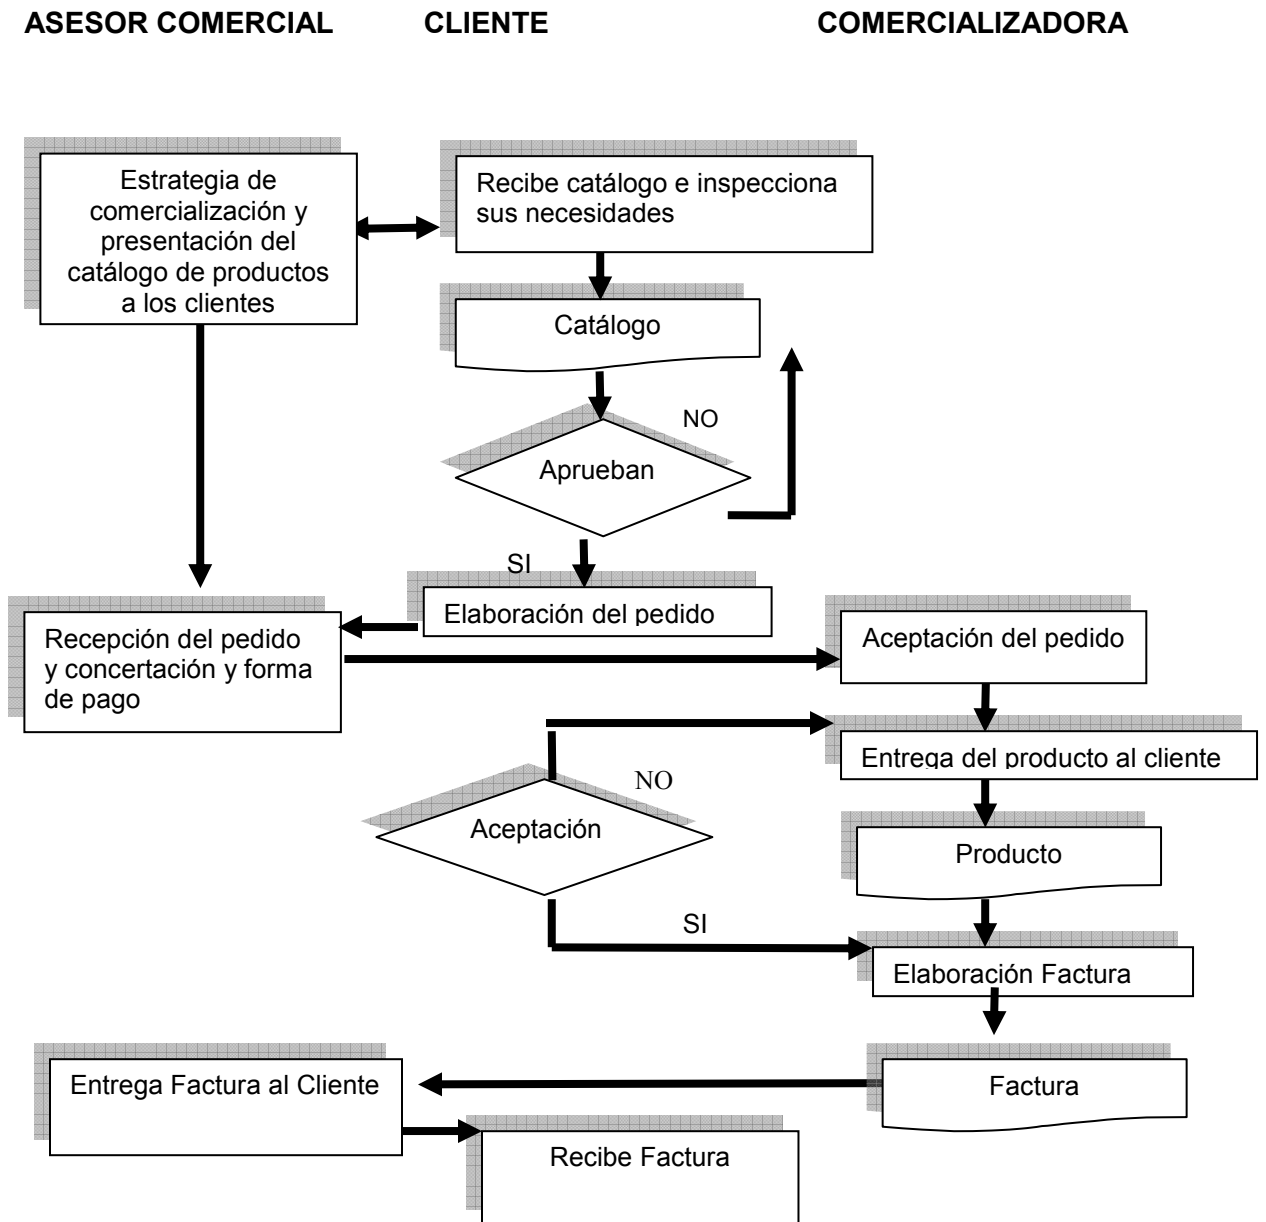 ASESOR COMERCIAL CLIENTE COMERCIALIZADORA
Estrategia de
comercialización y
presentación del
catálogo de productos
a los clientes
Recibe catálogo e inspecciona
sus necesidades
Catálogo
NO
Aprueban
SI
Elaboración del pedido
Recepción del pedido
y concertación y forma
de pago
Aceptación del pedido
Entrega del producto al cliente
NO
Aceptación
Producto
SI
Elaboración Factura
Entrega Factura al Cliente
Factura
Recibe Factura